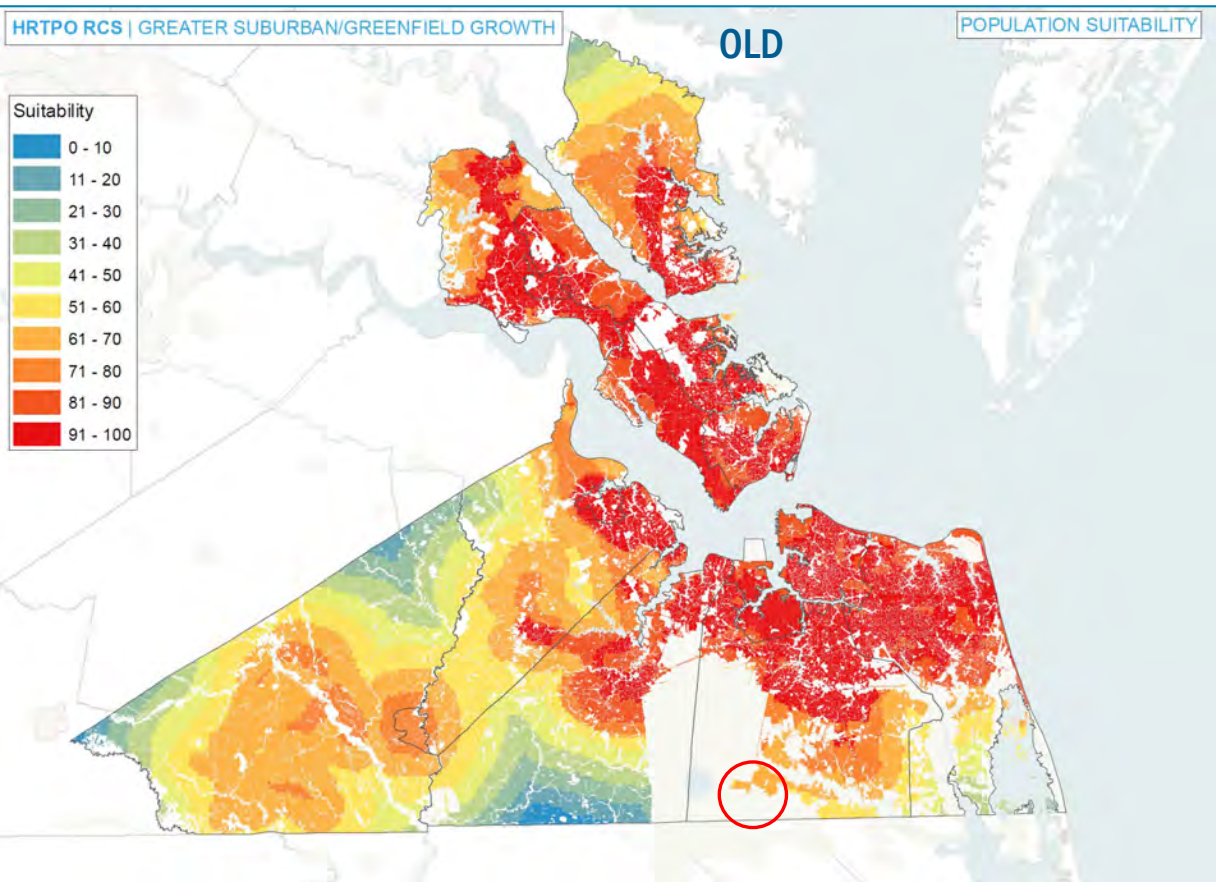 HRTPO RCS | GREATER SUBURBAN/GREENFIELD GROWTH
OLD
POPULATION SUITABILITY
Suitability
0 - 10
11 - 20
21 - 30
31 - 40
41 - 50
51 - 60
61 - 70
71 - 80
81 - 90
91 - 100